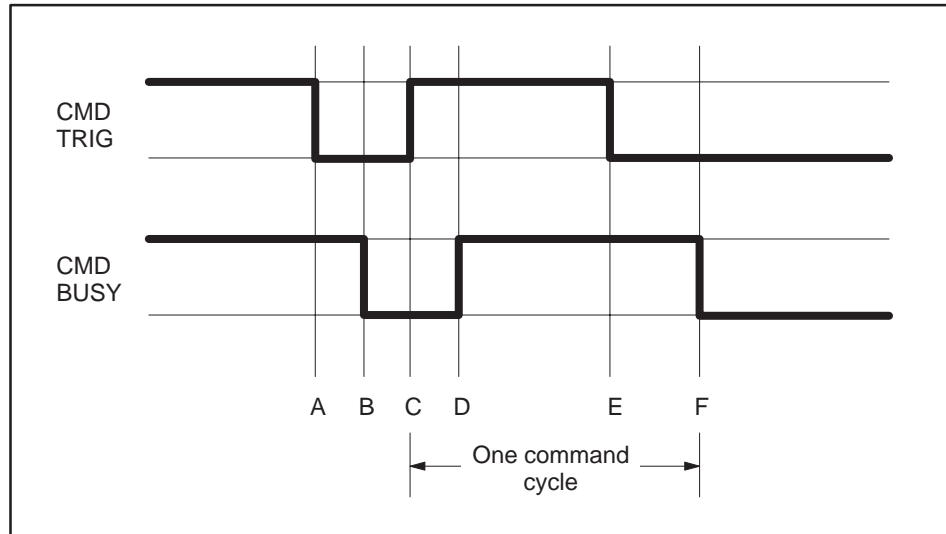 CMD
TRIG
CMD
BUSY
A B C D E F
One command
cycle